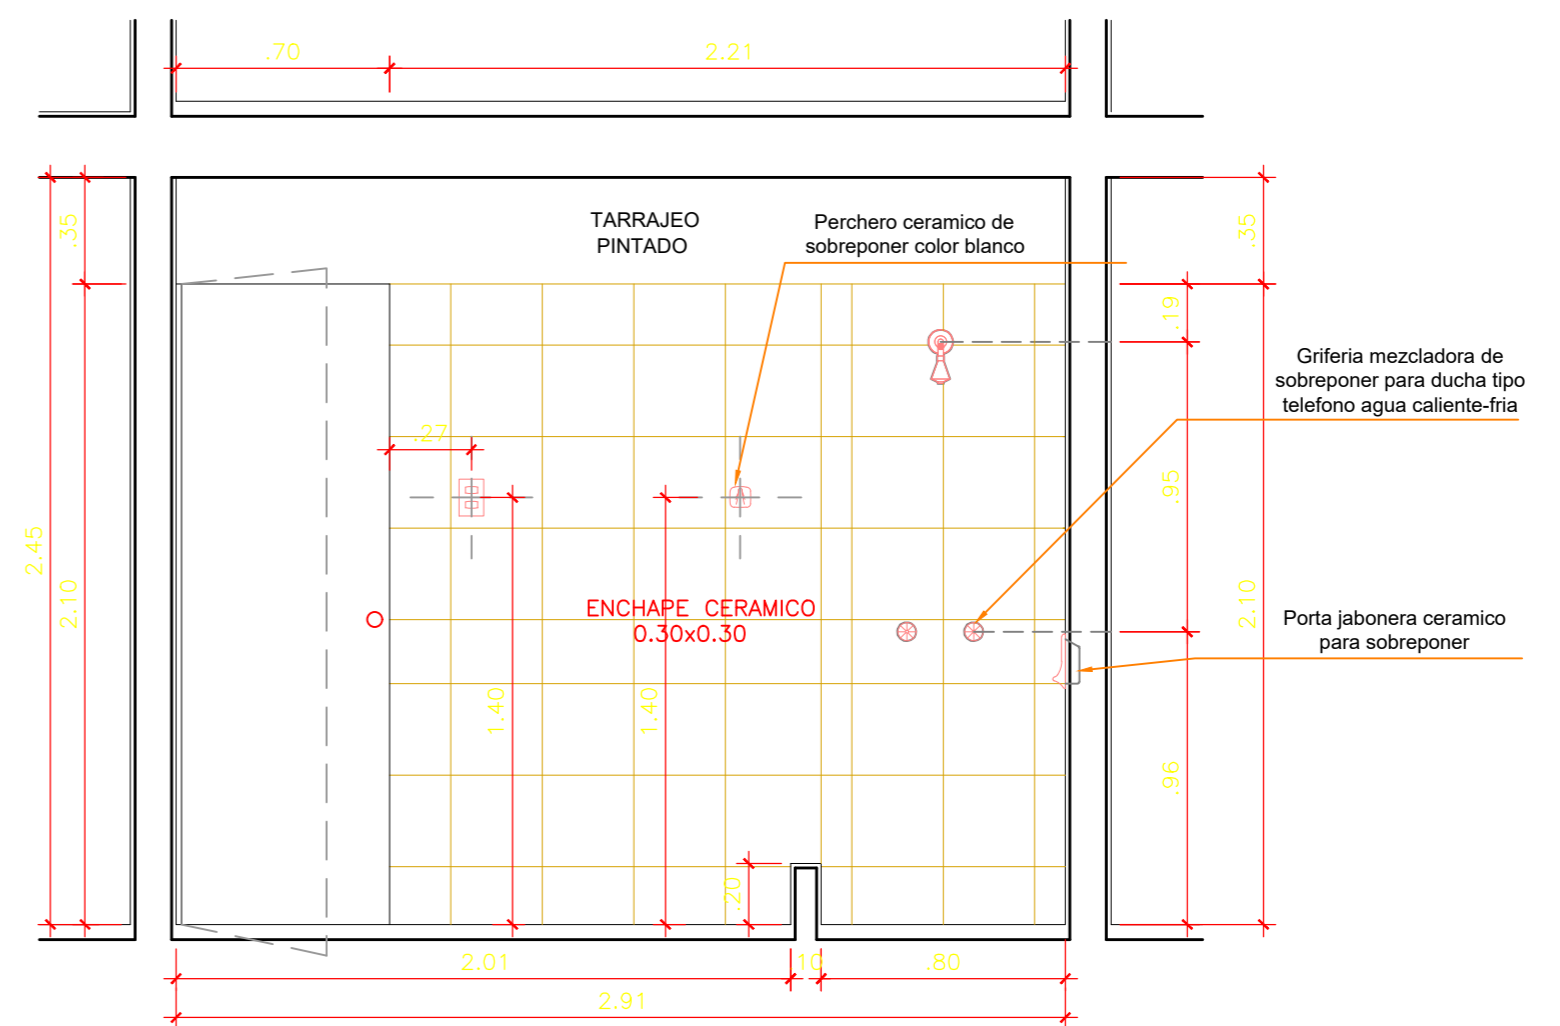 .70
2.21
TARRAJEO
PINTADO
Perchero ceramico de
sobreponer color blanco
.35
.35
.19
Griferia mezcladora de
sobreponer para ducha tipo
telefono agua caliente-fria
.27
.95
2.45
2.10
ENCHAPE CERAMICO
0.30x0.30
2.10
Porta jabonera ceramico
para sobreponer
1.40
1.40
.96
.20
2.01
.10
.80
2.91